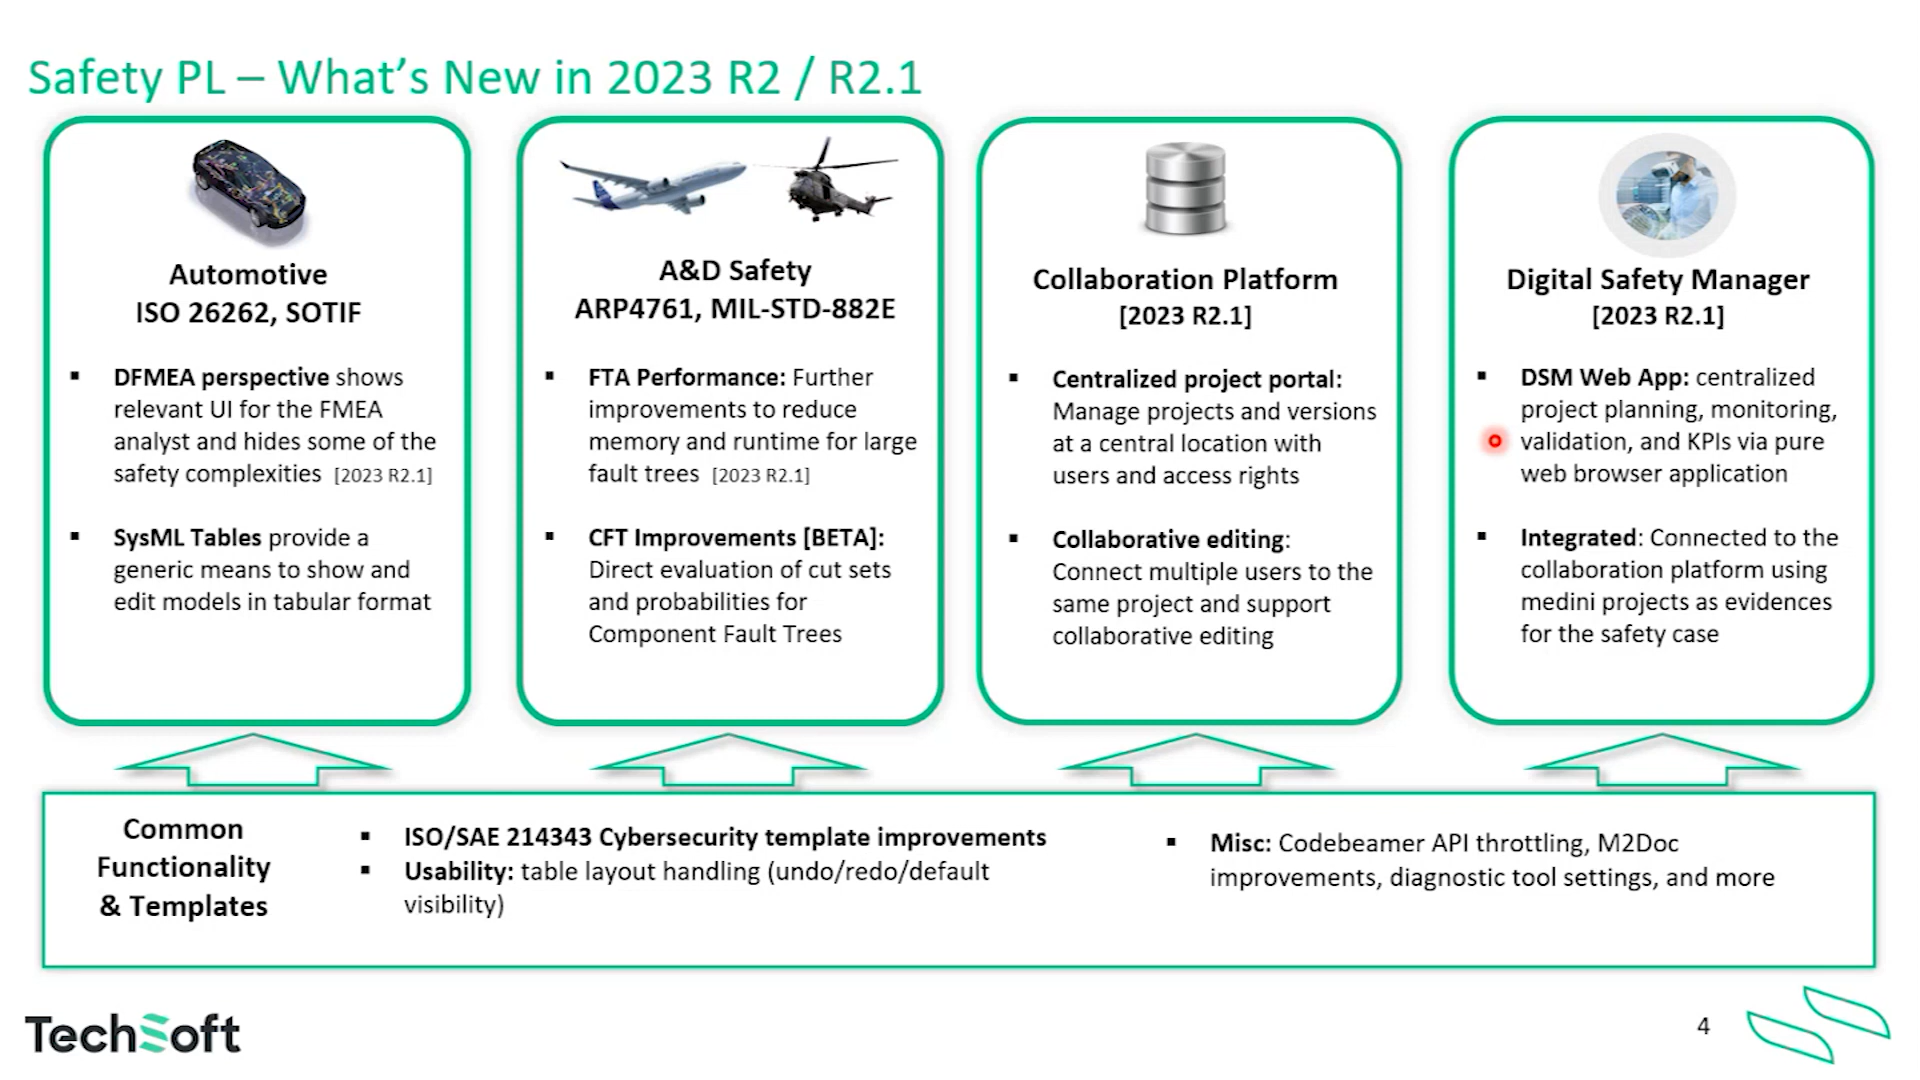 Safety PL – What's New in 2023 R2 / R2.1
Automotive
ISO 26262, SOTIF
▪ DFMEA perspective shows
relevant UI for the FMEA
analyst and hides some of the
safety complexities [2023 R2.1]
▪ SysML Tables provide a
generic means to show and
edit models in tabular format
A&D Safety
ARP4761, MIL-STD-882E
▪ FTA Performance: Further
improvements to reduce
memory and runtime for large
fault trees [2023 R2.1]
▪ CFT Improvements [BETA]:
Direct evaluation of cut sets
and probabilities for
Component Fault Trees
Collaboration Platform
[2023 R2.1]
▪ Centralized project portal:
Manage projects and versions
at a central location with
users and access rights
▪ Collaborative editing:
Connect multiple users to the
same project and support
collaborative editing
Digital Safety Manager
[2023 R2.1]
▪ DSM Web App: centralized
project planning, monitoring,
validation, and KPIs via pure
web browser application
▪ Integrated: Connected to the
collaboration platform using
medini projects as evidences
for the safety case
Common
Functionality
& Templates
▪ ISO/SAE 214343 Cybersecurity template improvements
▪ Usability: table layout handling (undo/redo/default
visibility)
▪ Misc: Codebeamer API throttling, M2Doc
improvements, diagnostic tool settings, and more
TechSoft
4